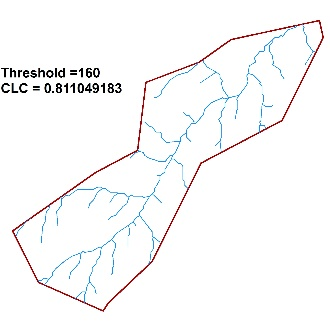 Threshold =160
CLC = 0.811049183